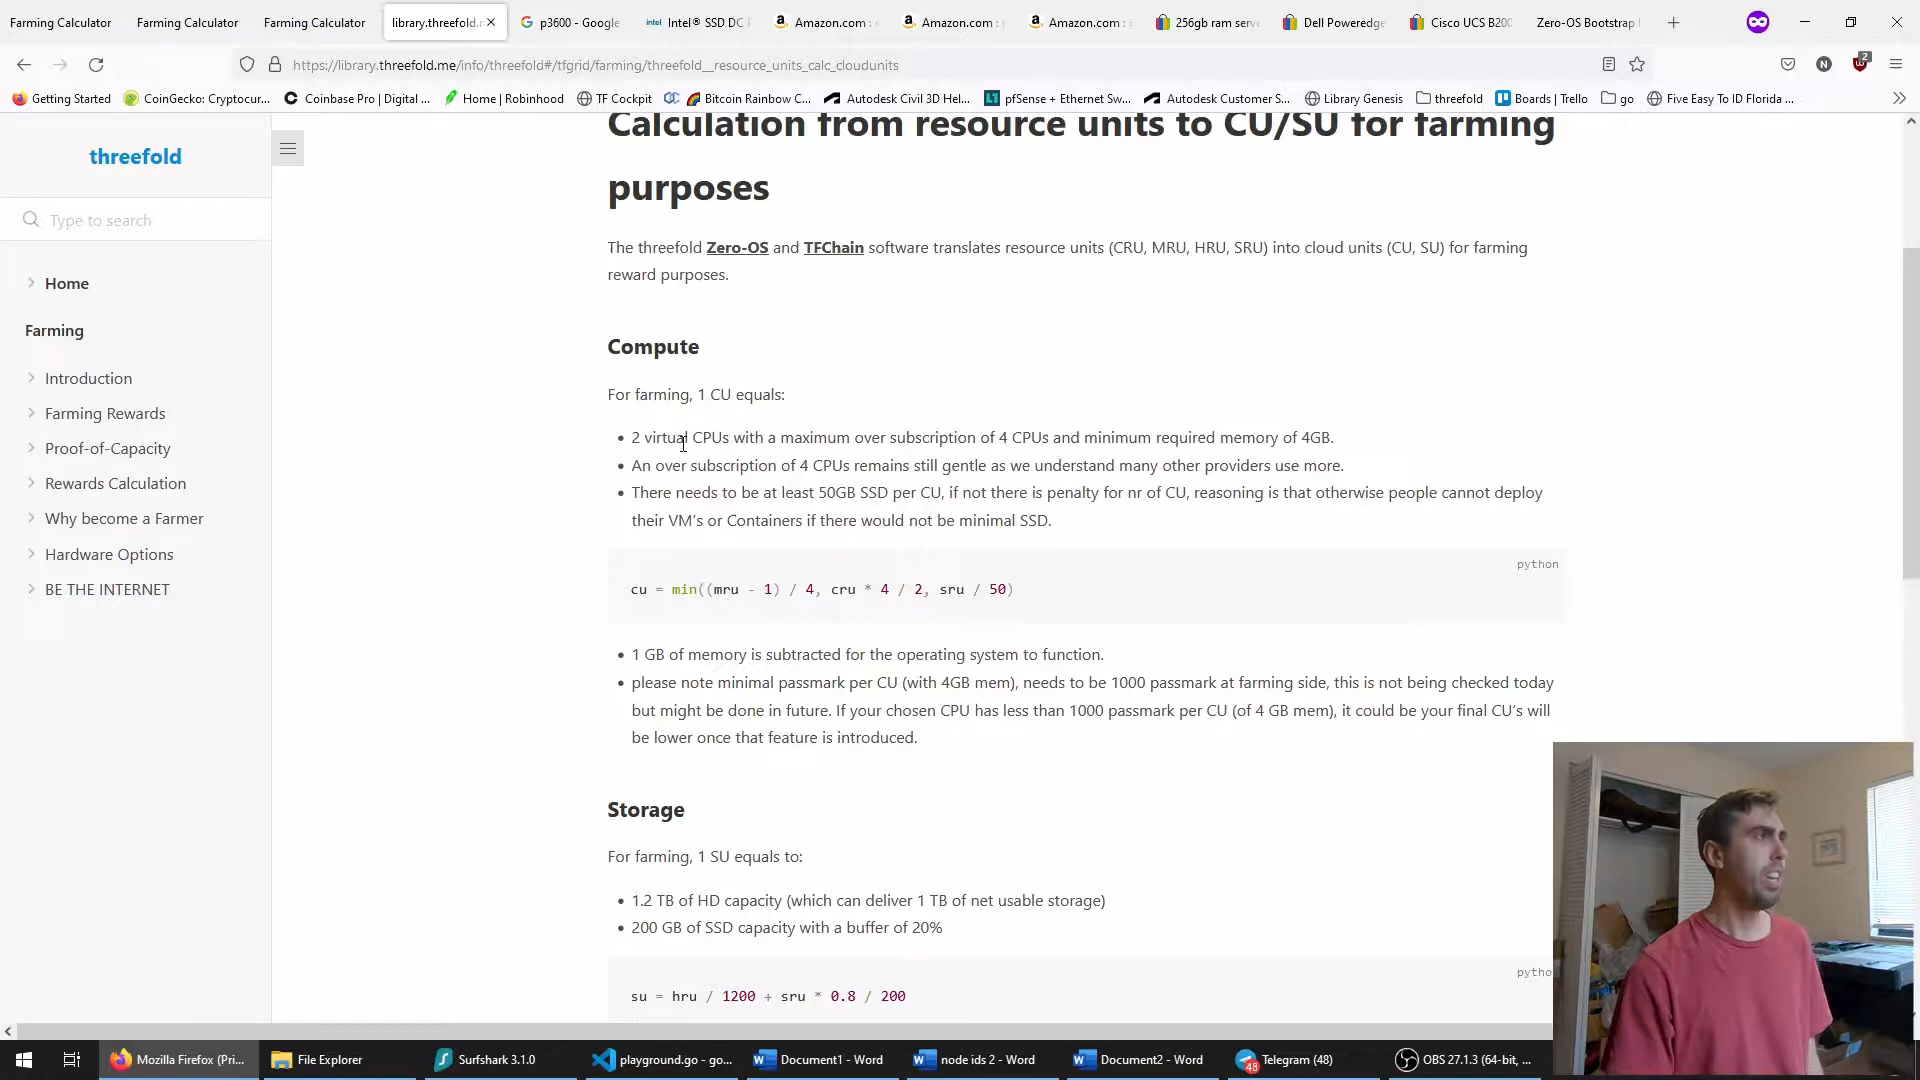 Farming Calculator
Farming Calculator
Farming Calculator
library.threefold.
p3600 - Google
intel Intel® SSD DC
Amazon.com :
Amazon.com :
Amazon.com :
256gb ram serv
Dell Poweredge
Cisco UCS B200
Zero-OS Bootstrap
https://library.threefold.me/info/threefold#/tfgrid/farming/threefold__resource_units_calc_cloudunits
N
2
Getting Started
CoinGecko: Cryptocur...
Coinbase Pro | Digital ...
Home | Robinhood
TF Cockpit
Bitcoin Rainbow C...
Autodesk Civil 3D Hel...
pfSense + Ethernet Sw...
Autodesk Customer S...
Library Genesis
threefold
Boards | Trello
go
Five Easy To ID Florida ...
threefold
Type to search
Home
Farming
Introduction
Farming Rewards
Proof-of-Capacity
Rewards Calculation
Why become a Farmer
Hardware Options
BE THE INTERNET
Calculation from resource units to CU/SU for farming
purposes
The threefold Zero-OS and TFChain software translates resource units (CRU, MRU, HRU, SRU) into cloud units (CU, SU) for farming
reward purposes.
Compute
For farming, 1 CU equals:
2 virtual CPUs with a maximum over subscription of 4 CPUs and minimum required memory of 4GB.
An over subscription of 4 CPUs remains still gentle as we understand many other providers use more.
There needs to be at least 50GB SSD per CU, if not there is penalty for nr of CU, reasoning is that otherwise people cannot deploy
their VM's or Containers if there would not be minimal SSD.
python
cu = min((mru - 1) / 4, cru * 4 / 2, sru / 50)
1 GB of memory is subtracted for the operating system to function.
please note minimal passmark per CU (with 4GB mem), needs to be 1000 passmark at farming side, this is not being checked today
but might be done in future. If your chosen CPU has less than 1000 passmark per CU (of 4 GB mem), it could be your final CU's will
be lower once that feature is introduced.
Storage
For farming, 1 SU equals to:
1.2 TB of HD capacity (which can deliver 1 TB of net usable storage)
200 GB of SSD capacity with a buffer of 20%
pytho
su = hru / 1200 + sru * 0.8 / 200
Mozilla Firefox (Pri...
File Explorer
Surfshark 3.1.0
playground.go - go...
Document1 - Word
node ids 2 - Word
Document2 - Word
48
Telegram (48)
OBS 27.1.3 (64-bit, ...